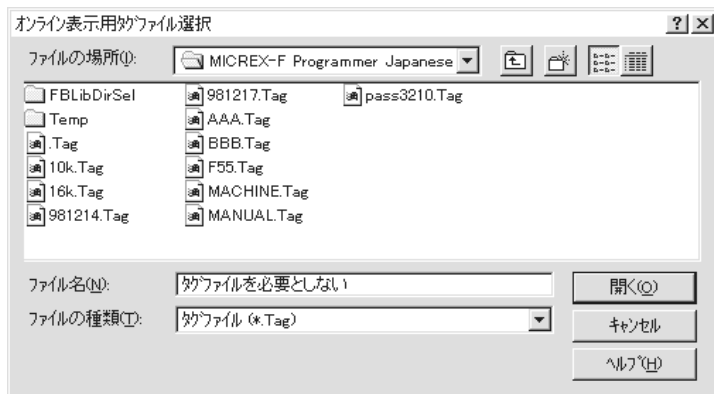 オンライン表示用タグファイル選択
ファイルの場所(I):
MICREX-F Programmer Japanese
FBLibDirSel
Temp
.Tag
10k.Tag
16k.Tag
981214.Tag
981217.Tag
AAA.Tag
BBB.Tag
F55.Tag
MACHINE.Tag
MANUAL.Tag
pass3210.Tag
ファイル名(N):
タグファイルを必要としない
開く(O)
ファイルの種類(T):
タグファイル (*.Tag)
キャンセル
ヘルプ(H)